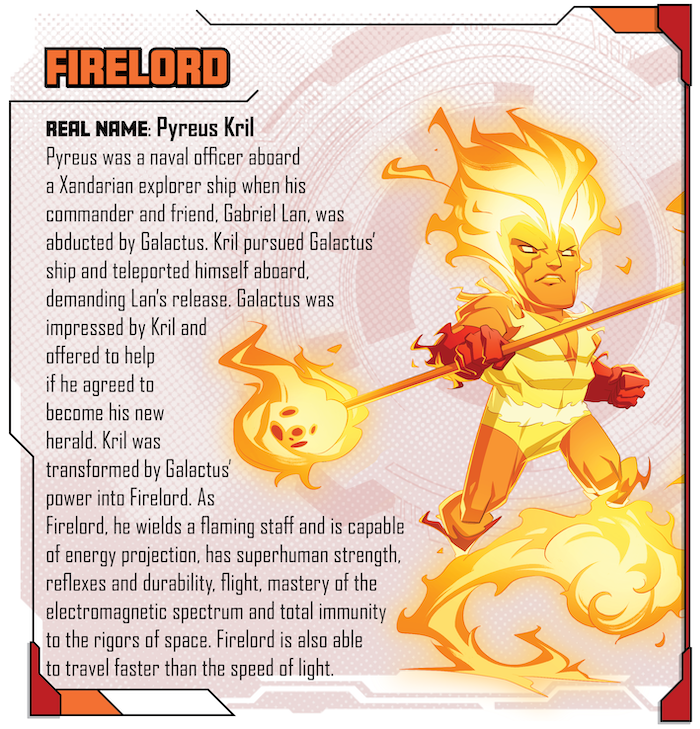 FIRELORD
REAL NAME: Pyreus Kril
Pyreus was a naval officer aboard
a Xandarian explorer ship when his
commander and friend, Gabriel Lan, was
abducted by Galactus. Kril pursued Galactus'
ship and teleported himself aboard,
demanding Lan's release. Galactus was
impressed by Kril and
offered to help
if he agreed to
become his new
herald. Kril was
transformed by Galactus'
power into Firelord. As
Firelord, he wields a flaming staff and is capable
of energy projection, has superhuman strength,
reflexes and durability, flight, mastery of the
electromagnetic spectrum and total immunity
to the rigors of space. Firelord is also able
to travel faster than the speed of light.